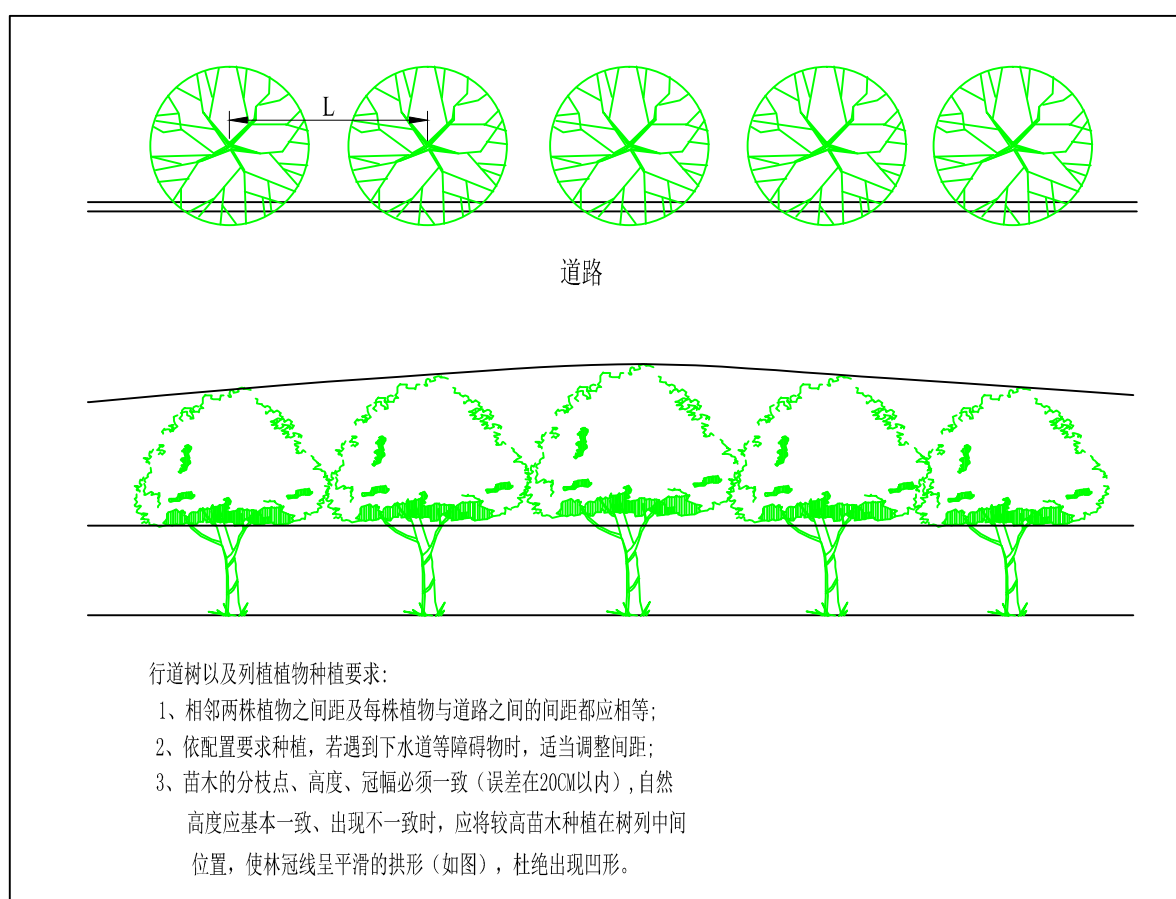 L
道路
行道树以及列植植物种植要求:
1、相邻两株植物之间距及每株植物与道路之间的间距都应相等;
2、依配置要求种植，若遇到下水道等障碍物时，适当调整间距;
3、苗木的分枝点、高度、冠幅必须一致（误差在20CM以内）,自然
高度应基本一致、出现不一致时，应将较高苗木种植在树列中间
位置，使林冠线呈平滑的拱形（如图），杜绝出现凹形。